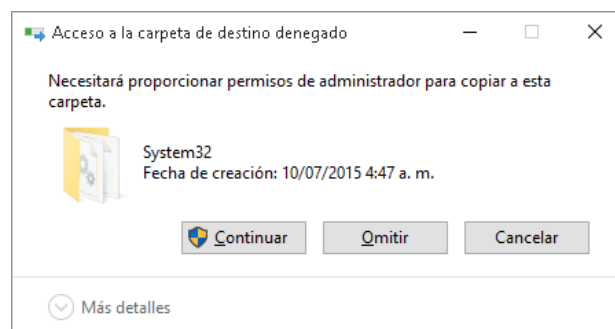 Acceso a la carpeta de destino denegado
Necesitará proporcionar permisos de administrador para copiar a esta
carpeta.
System32
Fecha de creación: 10/07/2015 4:47 a. m.
Continuar Omitir Cancelar
Más detalles